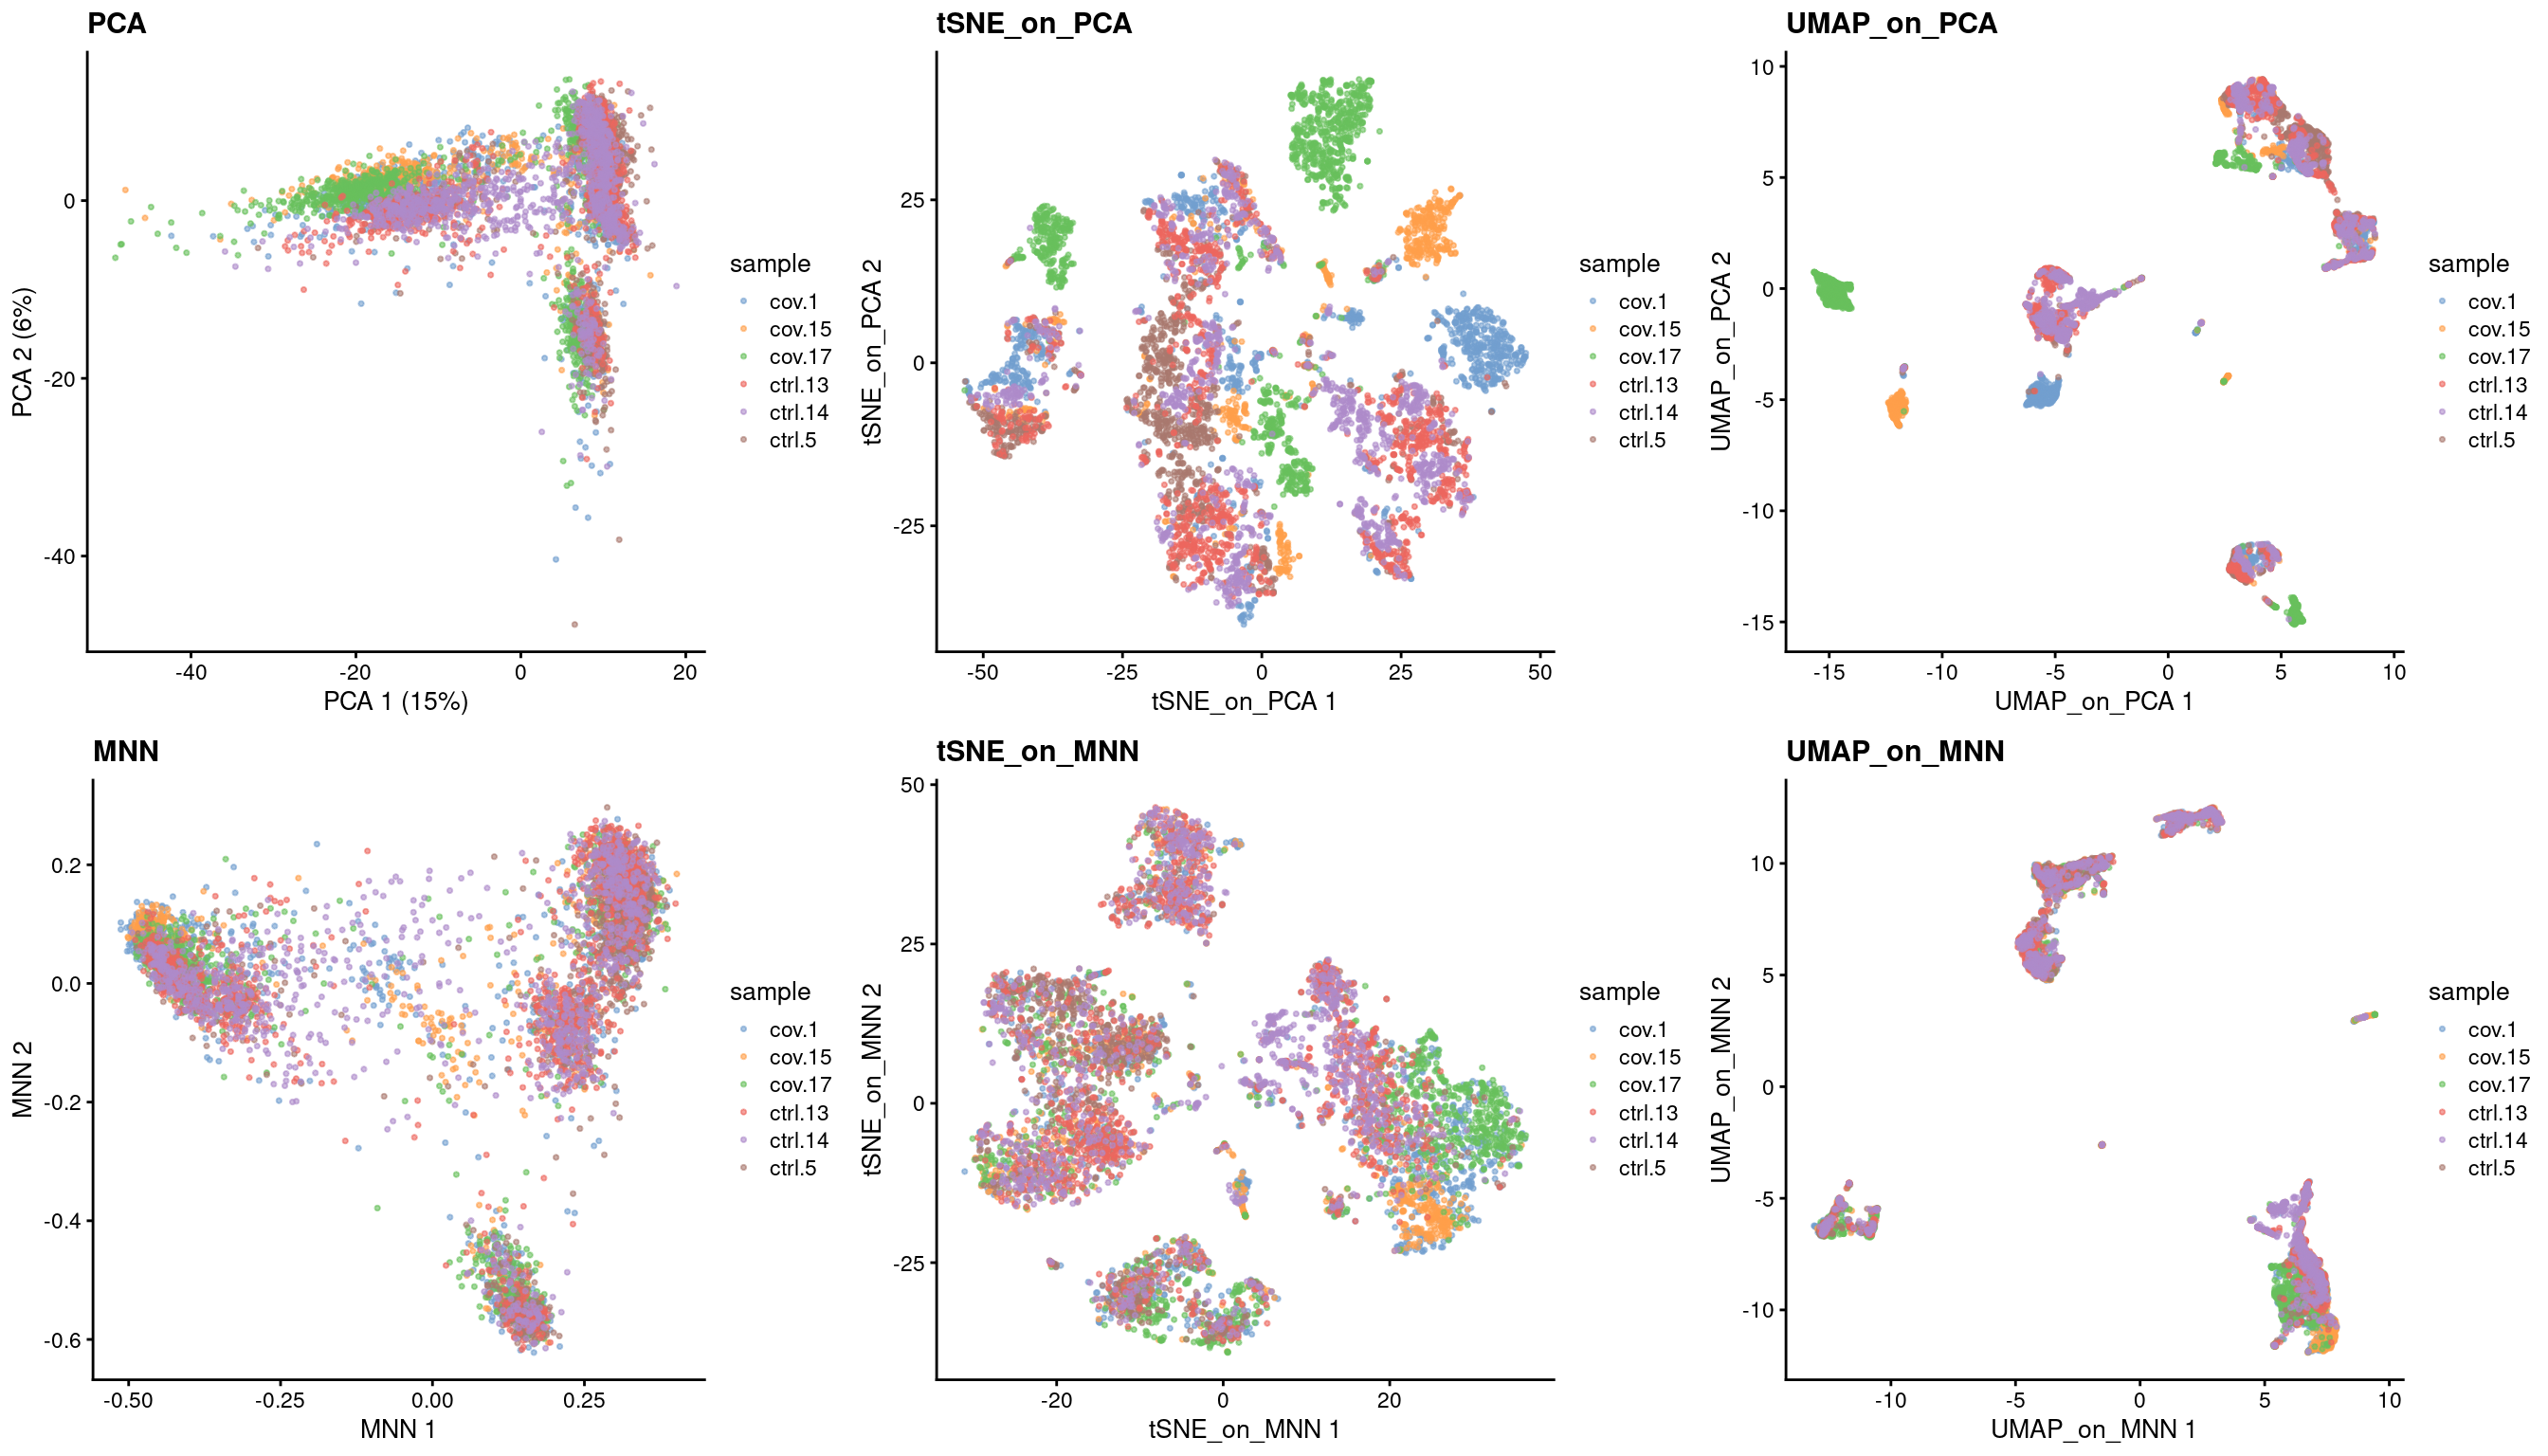 PCA
0
-20
-40
PCA 2 (6%)
-40
-20
0
20
PCA 1 (15%)
sample
cov.1
cov.15
cov.17
ctrl.13
ctrl.14
ctrl.5
tSNE_on_PCA
25
0
-25
tSNE_on_PCA 2
-50
-25
0
25
50
tSNE_on_PCA 1
sample
cov.1
cov.15
cov.17
ctrl.13
ctrl.14
ctrl.5
UMAP_on_PCA
10
5
0
-5
-10
-15
UMAP_on_PCA 2
-15
-10
-5
0
5
10
UMAP_on_PCA 1
sample
cov.1
cov.15
cov.17
ctrl.13
ctrl.14
ctrl.5
MNN
0.2
0.0
-0.2
-0.4
-0.6
MNN 2
-0.50
-0.25
0.00
0.25
MNN 1
sample
cov.1
cov.15
cov.17
ctrl.13
ctrl.14
ctrl.5
tSNE_on_MNN
50
25
0
-25
tSNE_on_MNN 2
-20
0
20
tSNE_on_MNN 1
sample
cov.1
cov.15
cov.17
ctrl.13
ctrl.14
ctrl.5
UMAP_on_MNN
10
5
0
-5
-10
UMAP_on_MNN 2
-10
-5
0
5
10
UMAP_on_MNN 1
sample
cov.1
cov.15
cov.17
ctrl.13
ctrl.14
ctrl.5